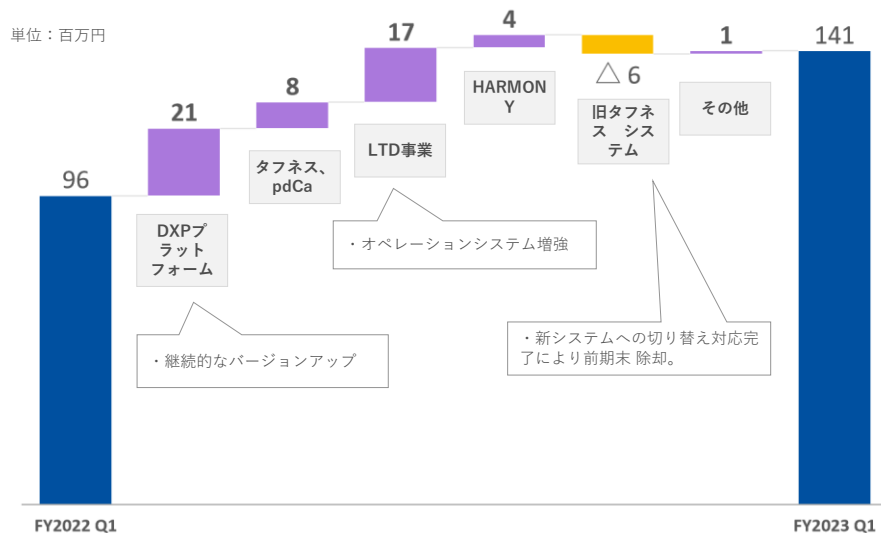 単位：百万円
96
21
8
17
4
△ 6
1
141
DXPプ
ラット
フォーム
タフネス、
pdCa
LTD事業
HARMON
Y
旧タフネ
ス　シス
テム
その他
・継続的なバージョンアップ
・オペレーションシステム増強
・新システムへの切り替え対応完
了により前期末 除却。
FY2022 Q1
FY2023 Q1